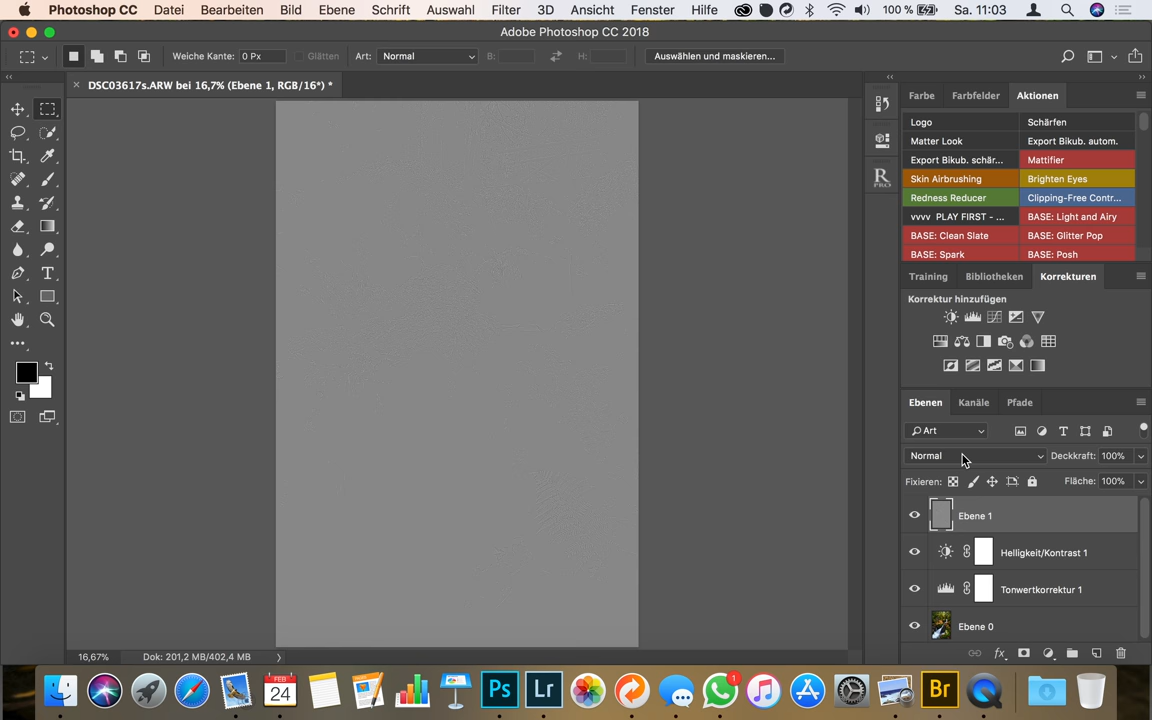 Photoshop CC Datei Bearbeiten Bild Ebene Schrift Auswahl Filter 3D Ansicht Fenster Hilfe 100 % Sa. 11:03
Adobe Photoshop CC 2018
Weiche Kante: 0 Px Glätten Art: Normal B: H: Auswählen und maskieren...
DSC03617s.ARW bei 16,7% (Ebene 1, RGB/16*) *
Farbe Farbfelder Aktionen
Logo Schärfen
Matter Look Export Bikub. autom.
Export Bikub. schär... Mattifier
Skin Airbrushing Brighten Eyes
Redness Reducer Clipping-Free Contr...
vvvv PLAY FIRST - ... BASE: Light and Airy
BASE: Clean Slate BASE: Glitter Pop
BASE: Spark BASE: Posh
R
PRO
Training Bibliotheken Korrekturen
Korrektur hinzufügen
Ebenen Kanäle Pfade
Art
Normal Deckkraft: 100%
Fixieren: Fläche: 100%
Ebene 1
Helligkeit/Kontrast 1
Tonwertkorrektur 1
Ebene 0
16,67% Dok: 201,2 MB/402,4 MB
FEB
24
Ps Lr 1 Br